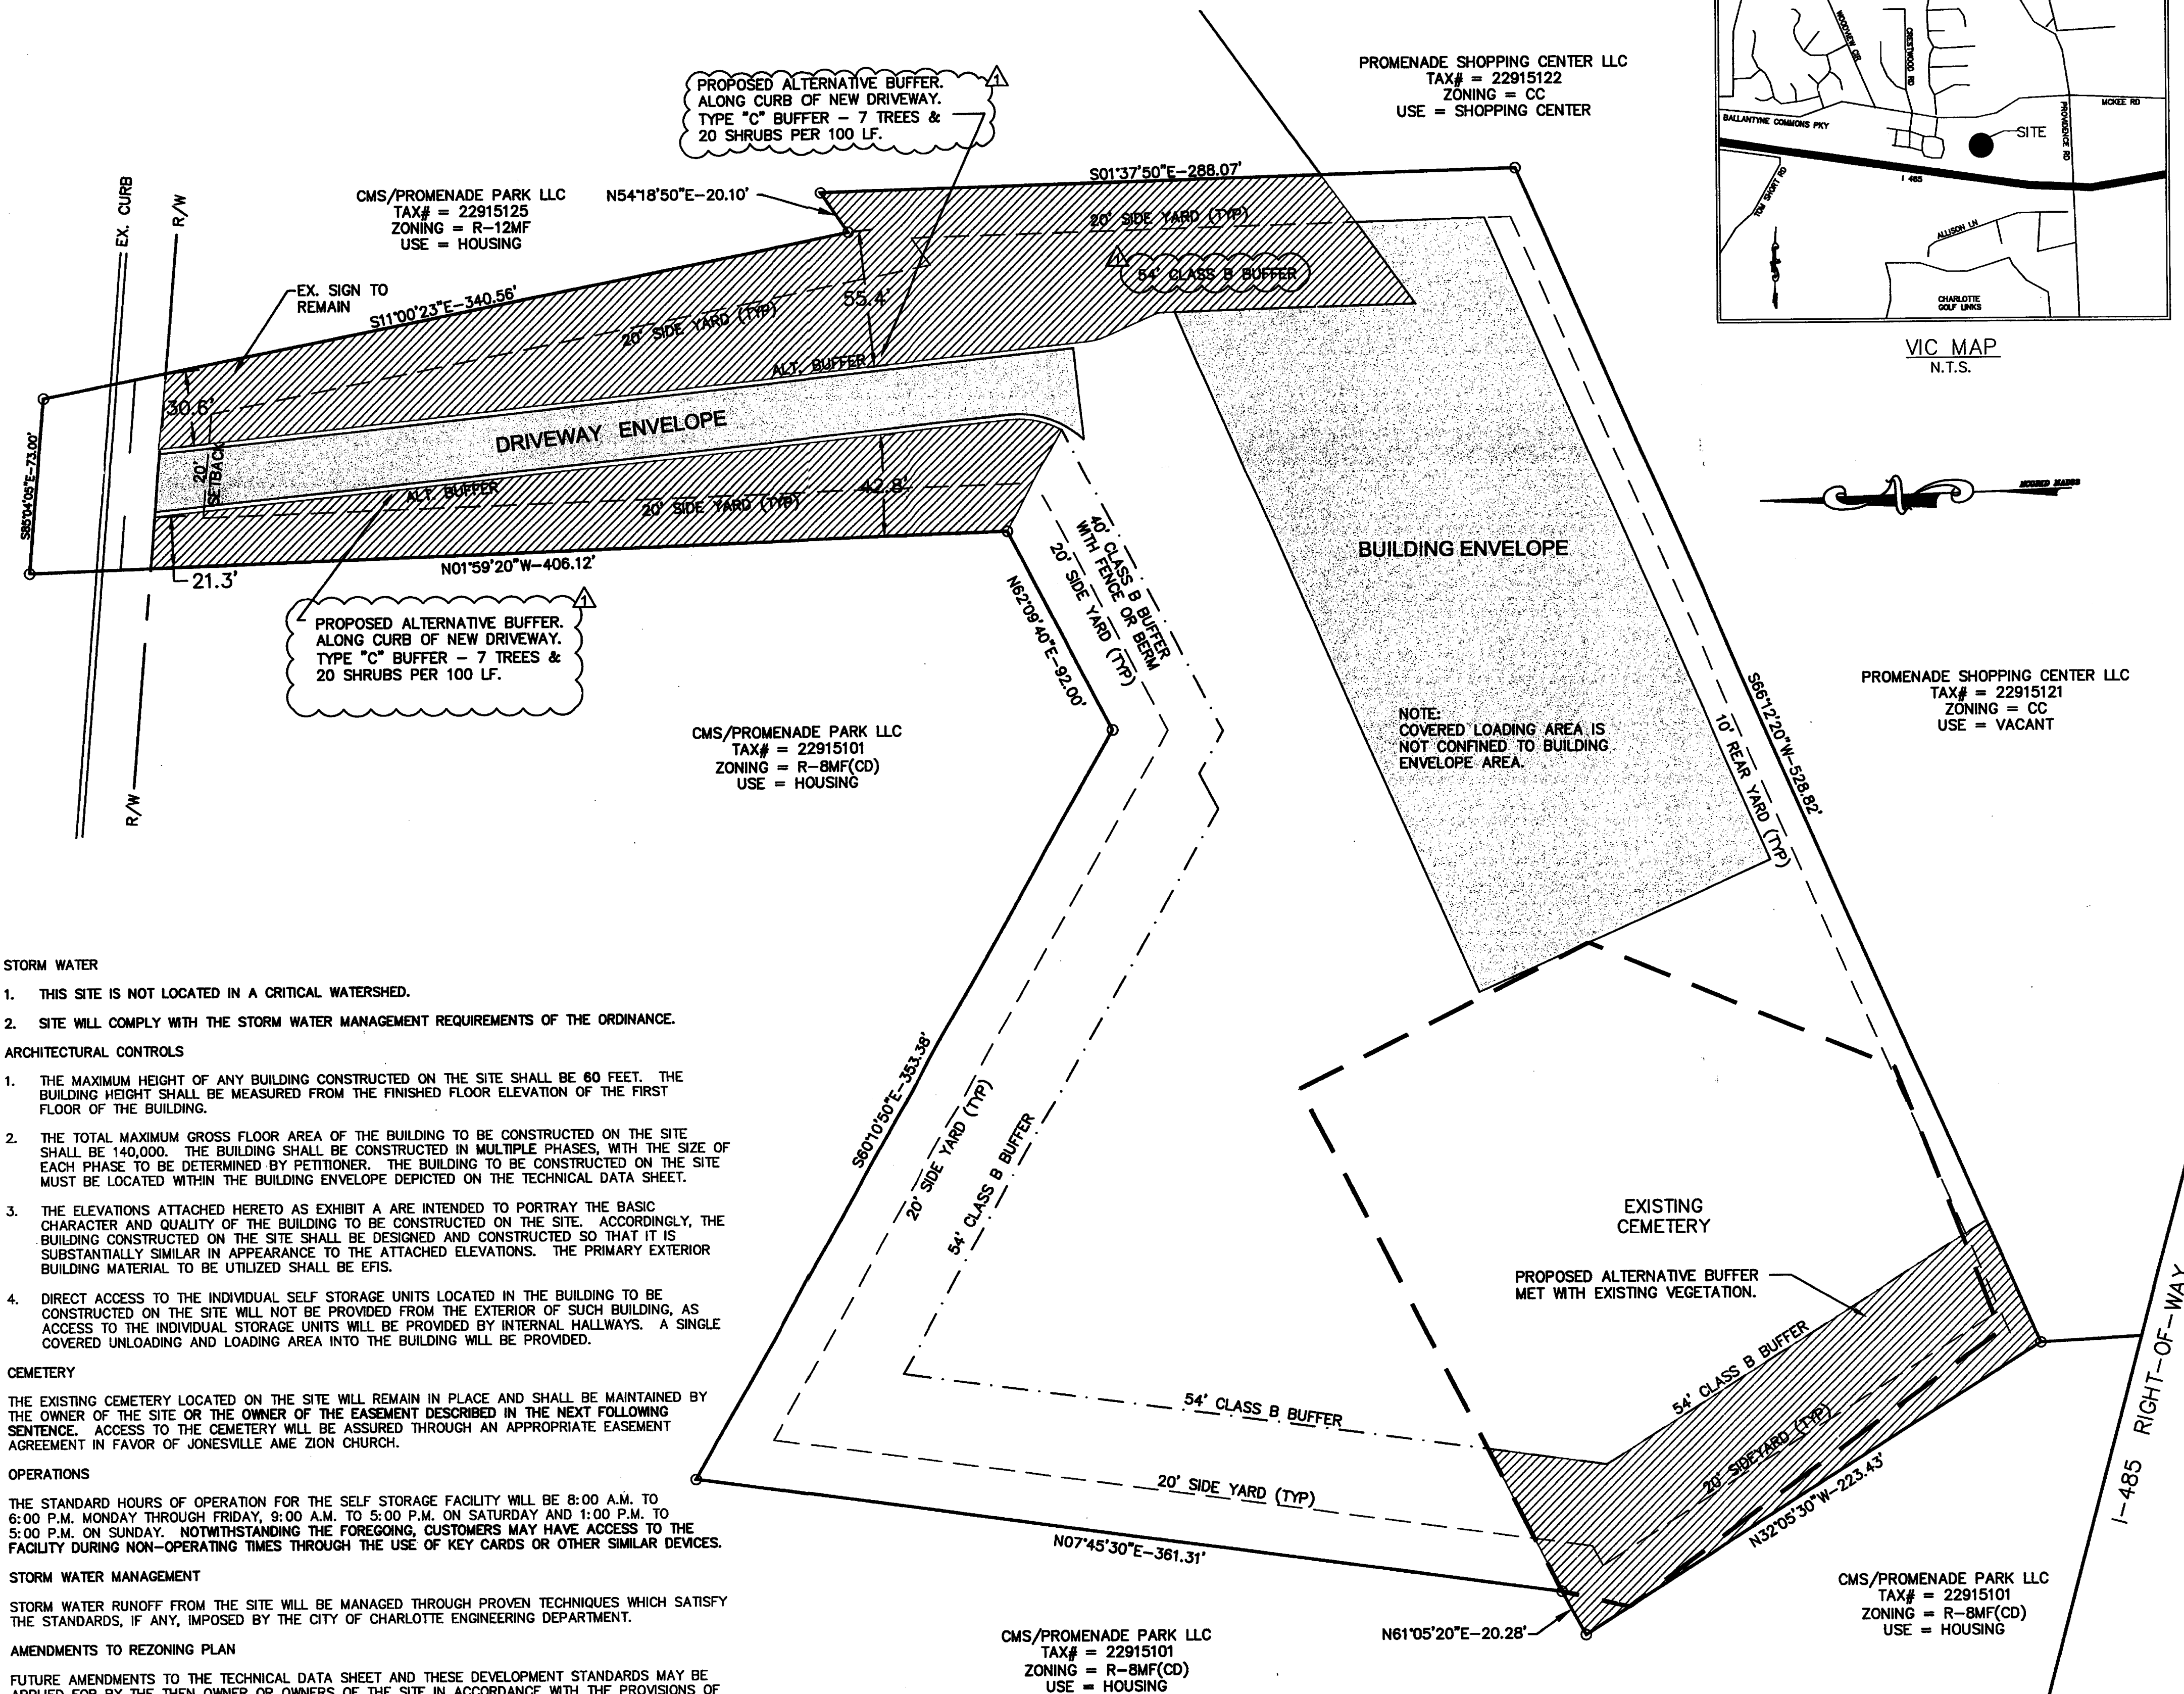 PROPOSED ALTERNATIVE BUFFER.
ALONG CURB OF NEW DRIVEWAY.
TYPE "C" BUFFER – 7 TREES &
20 SHRUBS PER 100 LF.
1
PROMENADE SHOPPING CENTER LLC
TAX# = 22915122
ZONING = CC
USE = SHOPPING CENTER
WOODVIEW CIR
CRESTWOOD RD
MCKEE RD
BALLANTYNE COMMONS PKY
PROVIDENCE RD
SITE
I 485
TOM SHORT RD
ALLISON LN
CHARLOTTE
GOLF LINKS
VIC MAP
N.T.S.
EX. CURB
R/W
CMS/PROMENADE PARK LLC
TAX# = 22915125
ZONING = R-12MF
USE = HOUSING
N54°18'50"E-20.10'
S01°37'50"E-288.07'
20' SIDE YARD (TYP)
1
54' CLASS B BUFFER
EX. SIGN TO
REMAIN
S11°00'23"E-340.56'
20' SIDE YARD (TYP)
55.4'
ALT. BUFFER
30.6'
DRIVEWAY ENVELOPE
20'
SETBACK
S85°04'05"E-73.00'
ALT. BUFFER
42.8'
20' SIDE YARD (TYP)
21.3'
N01°59'20"W-406.12'
1
PROPOSED ALTERNATIVE BUFFER.
ALONG CURB OF NEW DRIVEWAY.
TYPE "C" BUFFER – 7 TREES &
20 SHRUBS PER 100 LF.
R/W
40' CLASS B BUFFER
WITH FENCE OR BERM
20' SIDE YARD (TYP)
N62°09'40"E-92.00'
BUILDING ENVELOPE
NOTE:
COVERED LOADING AREA IS
NOT CONFINED TO BUILDING
ENVELOPE AREA.
10' REAR YARD (TYP)
S66°12'20"W-528.82'
PROMENADE SHOPPING CENTER LLC
TAX# = 22915121
ZONING = CC
USE = VACANT
CMS/PROMENADE PARK LLC
TAX# = 22915101
ZONING = R-8MF(CD)
USE = HOUSING
STORM WATER
1. THIS SITE IS NOT LOCATED IN A CRITICAL WATERSHED.
2. SITE WILL COMPLY WITH THE STORM WATER MANAGEMENT REQUIREMENTS OF THE ORDINANCE.
ARCHITECTURAL CONTROLS
1. THE MAXIMUM HEIGHT OF ANY BUILDING CONSTRUCTED ON THE SITE SHALL BE 60 FEET. THE
BUILDING HEIGHT SHALL BE MEASURED FROM THE FINISHED FLOOR ELEVATION OF THE FIRST
FLOOR OF THE BUILDING.
2. THE TOTAL MAXIMUM GROSS FLOOR AREA OF THE BUILDING TO BE CONSTRUCTED ON THE SITE
SHALL BE 140,000. THE BUILDING SHALL BE CONSTRUCTED IN MULTIPLE PHASES, WITH THE SIZE OF
EACH PHASE TO BE DETERMINED BY PETITIONER. THE BUILDING TO BE CONSTRUCTED ON THE SITE
MUST BE LOCATED WITHIN THE BUILDING ENVELOPE DEPICTED ON THE TECHNICAL DATA SHEET.
3. THE ELEVATIONS ATTACHED HERETO AS EXHIBIT A ARE INTENDED TO PORTRAY THE BASIC
CHARACTER AND QUALITY OF THE BUILDING TO BE CONSTRUCTED ON THE SITE. ACCORDINGLY, THE
BUILDING CONSTRUCTED ON THE SITE SHALL BE DESIGNED AND CONSTRUCTED SO THAT IT IS
SUBSTANTIALLY SIMILAR IN APPEARANCE TO THE ATTACHED ELEVATIONS. THE PRIMARY EXTERIOR
BUILDING MATERIAL TO BE UTILIZED SHALL BE EFIS.
4. DIRECT ACCESS TO THE INDIVIDUAL SELF STORAGE UNITS LOCATED IN THE BUILDING TO BE
CONSTRUCTED ON THE SITE WILL NOT BE PROVIDED FROM THE EXTERIOR OF SUCH BUILDING, AS
ACCESS TO THE INDIVIDUAL STORAGE UNITS WILL BE PROVIDED BY INTERNAL HALLWAYS. A SINGLE
COVERED UNLOADING AND LOADING AREA INTO THE BUILDING WILL BE PROVIDED.
CEMETERY
THE EXISTING CEMETERY LOCATED ON THE SITE WILL REMAIN IN PLACE AND SHALL BE MAINTAINED BY
THE OWNER OF THE SITE OR THE OWNER OF THE EASEMENT DESCRIBED IN THE NEXT FOLLOWING
SENTENCE. ACCESS TO THE CEMETERY WILL BE ASSURED THROUGH AN APPROPRIATE EASEMENT
AGREEMENT IN FAVOR OF JONESVILLE AME ZION CHURCH.
OPERATIONS
THE STANDARD HOURS OF OPERATION FOR THE SELF STORAGE FACILITY WILL BE 8:00 A.M. TO
6:00 P.M. MONDAY THROUGH FRIDAY, 9:00 A.M. TO 5:00 P.M. ON SATURDAY AND 1:00 P.M. TO
5:00 P.M. ON SUNDAY. NOTWITHSTANDING THE FOREGOING, CUSTOMERS MAY HAVE ACCESS TO THE
FACILITY DURING NON-OPERATING TIMES THROUGH THE USE OF KEY CARDS OR OTHER SIMILAR DEVICES.
STORM WATER MANAGEMENT
STORM WATER RUNOFF FROM THE SITE WILL BE MANAGED THROUGH PROVEN TECHNIQUES WHICH SATISFY
THE STANDARDS, IF ANY, IMPOSED BY THE CITY OF CHARLOTTE ENGINEERING DEPARTMENT.
AMENDMENTS TO REZONING PLAN
FUTURE AMENDMENTS TO THE TECHNICAL DATA SHEET AND THESE DEVELOPMENT STANDARDS MAY BE
APPLIED FOR BY THE THEN OWNER OR OWNERS OF THE SITE IN ACCORDANCE WITH THE PROVISIONS OF
S60°10'50"E-353.38'
20' SIDE YARD (TYP)
54' CLASS B BUFFER
EXISTING
CEMETERY
PROPOSED ALTERNATIVE BUFFER
MET WITH EXISTING VEGETATION.
54' CLASS B BUFFER
54' CLASS B BUFFER
20' SIDEYARD (TYP)
20' SIDE YARD (TYP)
N32°05'30"W-223.43'
N07°45'30"E-361.31'
N61°05'20"E-20.28'
I-485 RIGHT-OF-WAY
CMS/PROMENADE PARK LLC
TAX# = 22915101
ZONING = R-8MF(CD)
USE = HOUSING
CMS/PROMENADE PARK LLC
TAX# = 22915101
ZONING = R-8MF(CD)
USE = HOUSING